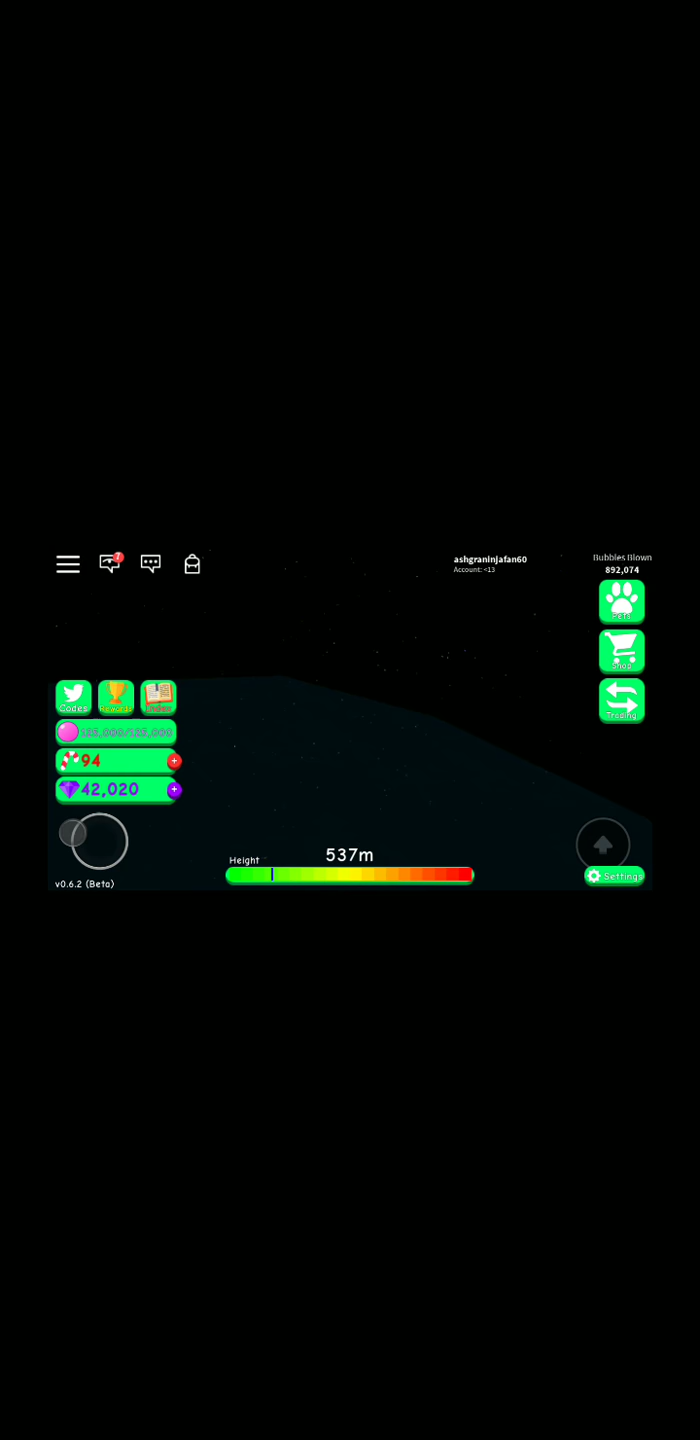 7
ashgraninjafan60
Account: <13
Bubbles Blown
892,074
Pets
Shop
Trading
Codes
Rewards
Index
94
+
42,020
+
537m
Height
Settings
v0.6.2 (Beta)